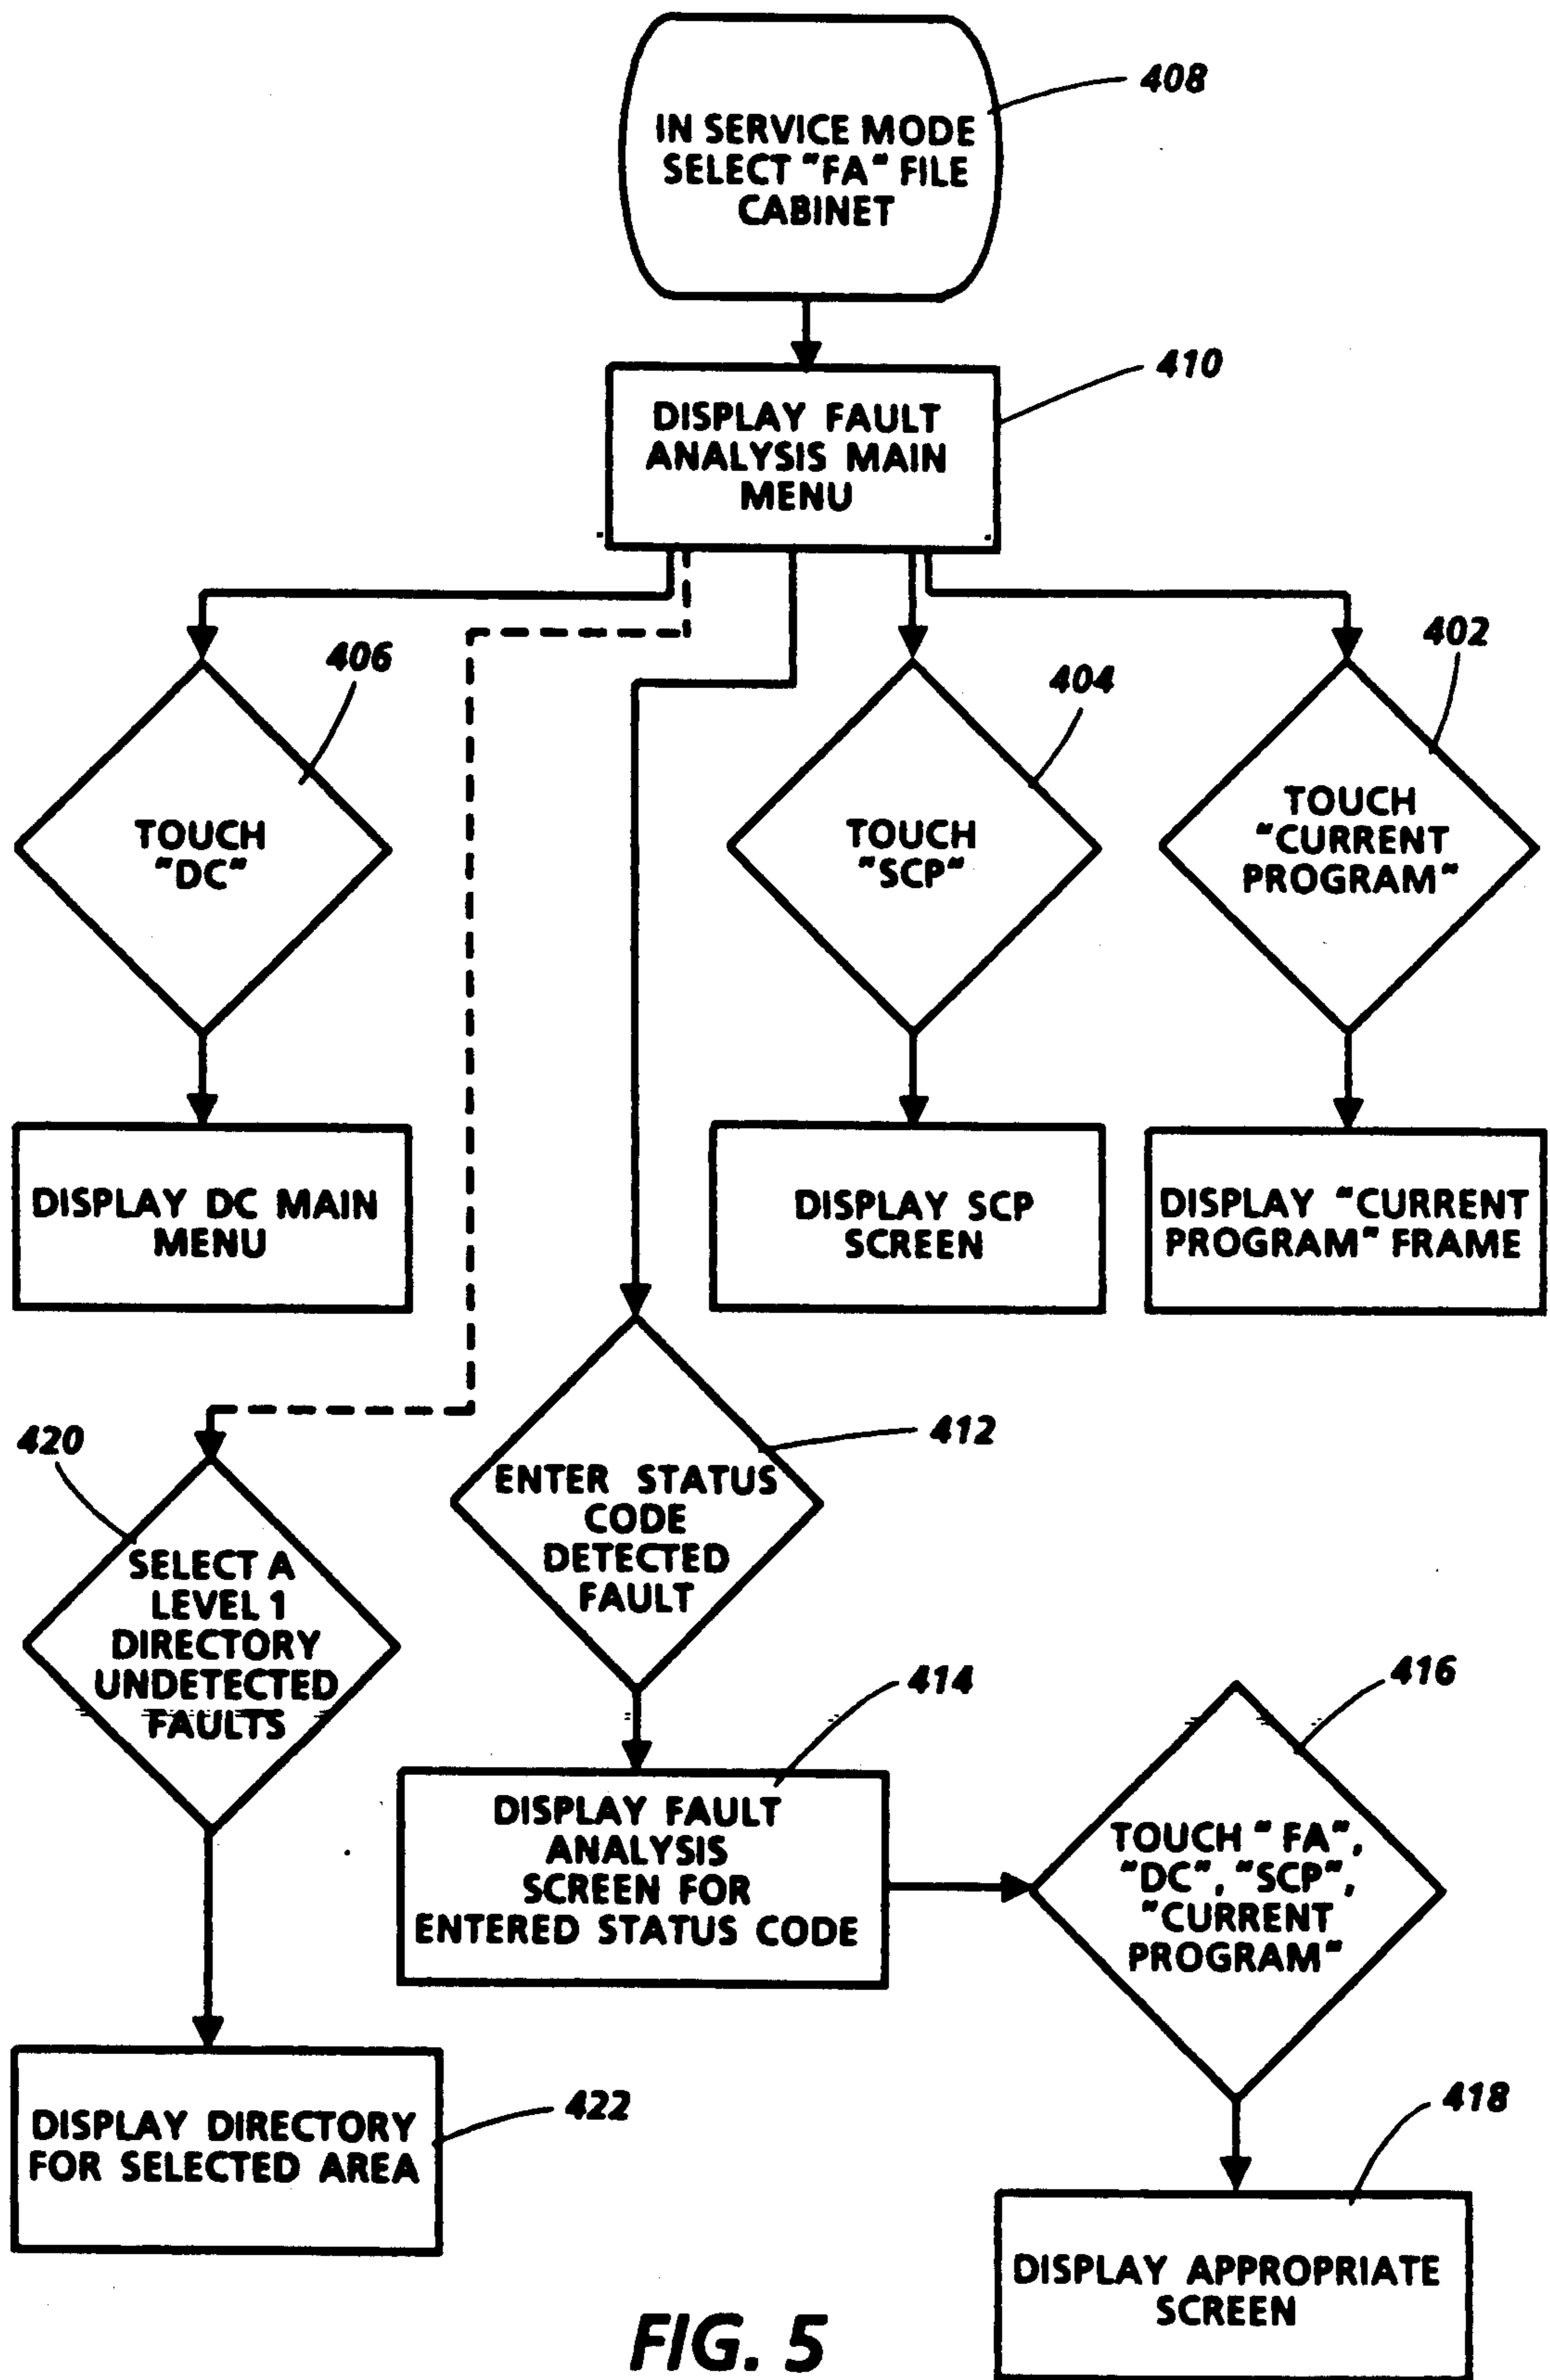 408
IN SERVICE MODE
SELECT "FA" FILE
CABINET
410
DISPLAY FAULT
ANALYSIS MAIN
MENU
406
TOUCH
"DC"
404
TOUCH
"SCP"
402
TOUCH
"CURRENT
PROGRAM"
DISPLAY DC MAIN
MENU
DISPLAY SCP
SCREEN
DISPLAY "CURRENT
PROGRAM" FRAME
420
SELECT A
LEVEL 1
DIRECTORY
UNDETECTED
FAULTS
412
ENTER STATUS
CODE
DETECTED
FAULT
414
DISPLAY FAULT
ANALYSIS
SCREEN FOR
ENTERED STATUS CODE
416
TOUCH " FA",
"DC", "SCP",
"CURRENT
PROGRAM"
422
DISPLAY DIRECTORY
FOR SELECTED AREA
418
DISPLAY APPROPRIATE
SCREEN
FIG. 5